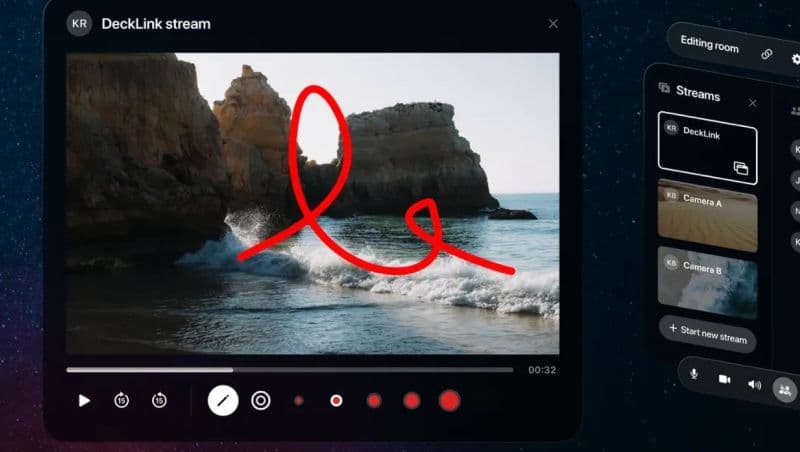 KR DeckLink stream
00:32
15 15
Editing room
Streams
KR DeckLink
KR Camera A
KR Camera B
+ Start new stream
K
J
N
K